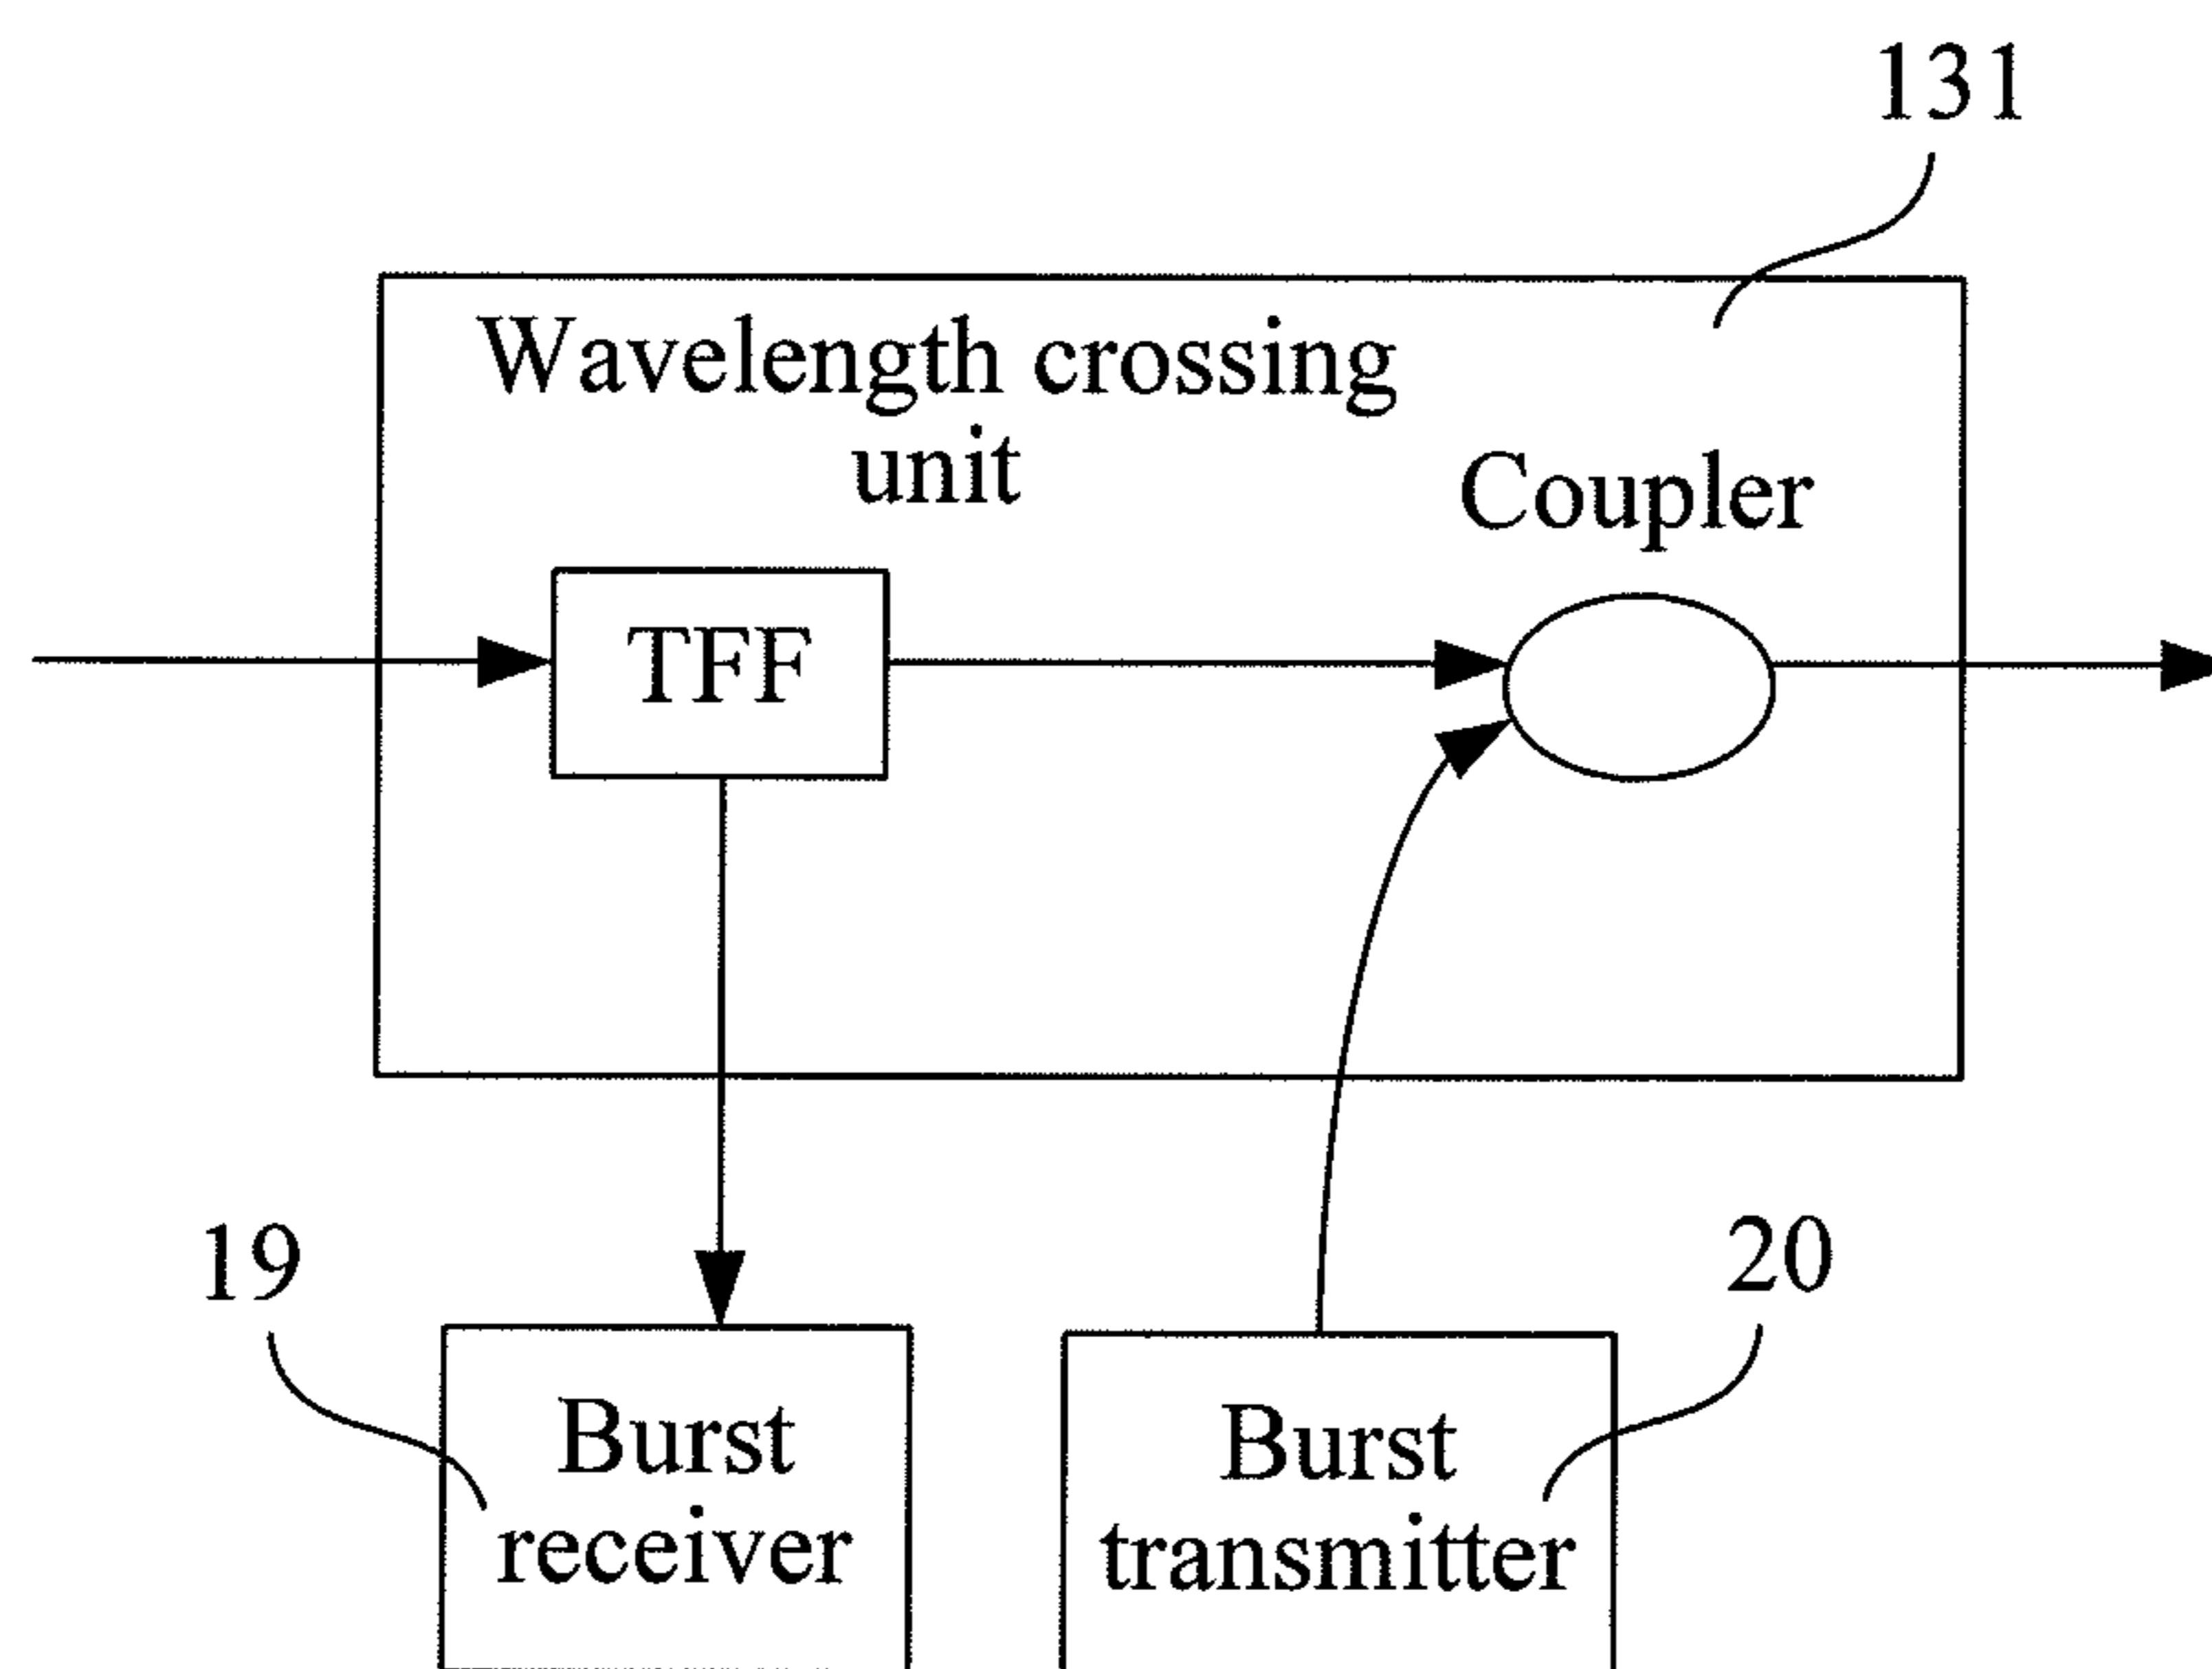 131
Wavelength crossing
unit
Coupler
TFF
19
20
Burst
receiver
Burst
transmitter